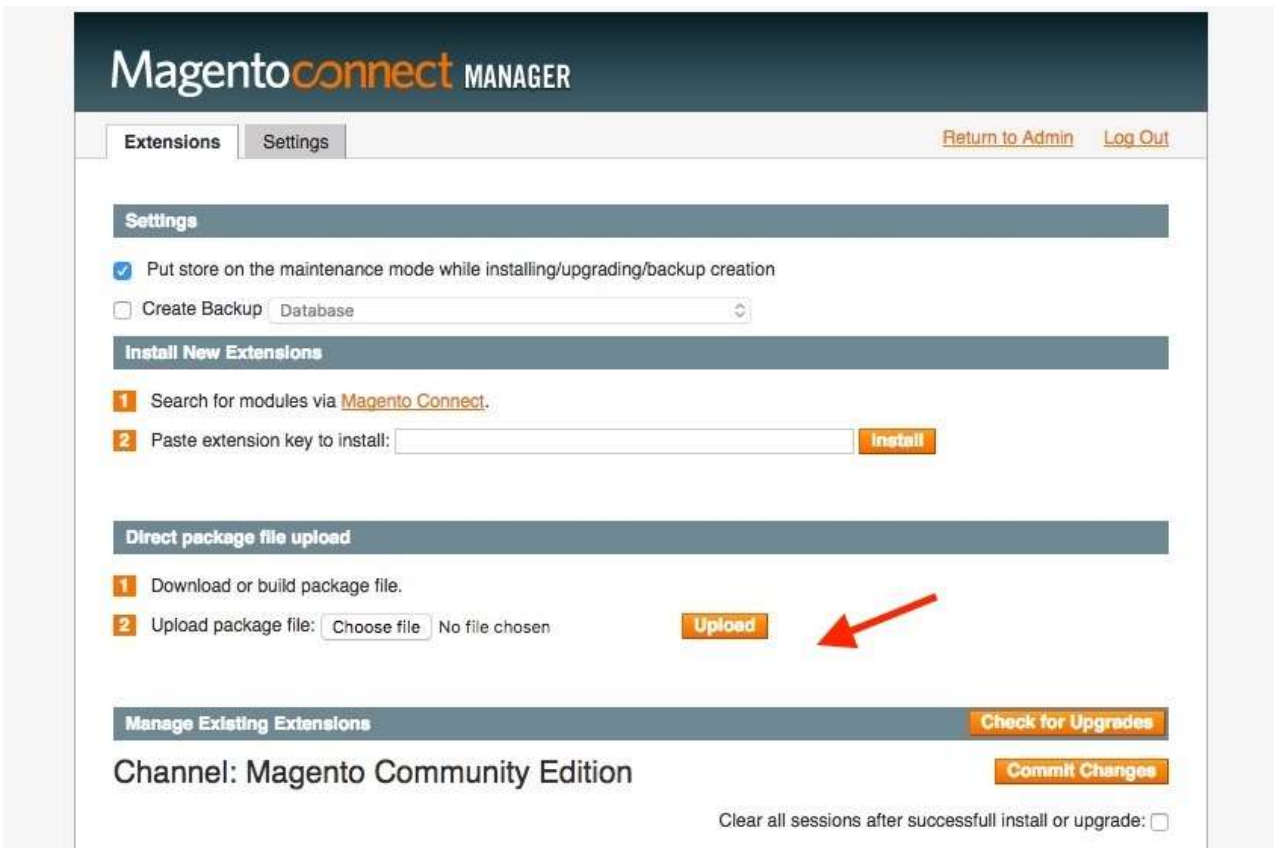 Magentoconnect MANAGER
Extensions Settings Return to Admin Log Out
Settings
Put store on the maintenance mode while installing/upgrading/backup creation
Create Backup Database
Install New Extensions
1 Search for modules via Magento Connect.
2 Paste extension key to install: Install
Direct package file upload
1 Download or build package file.
2 Upload package file: Choose file No file chosen Upload
Manage Existing Extensions Check for Upgrades
Channel: Magento Community Edition Commit Changes
Clear all sessions after successfull install or upgrade: